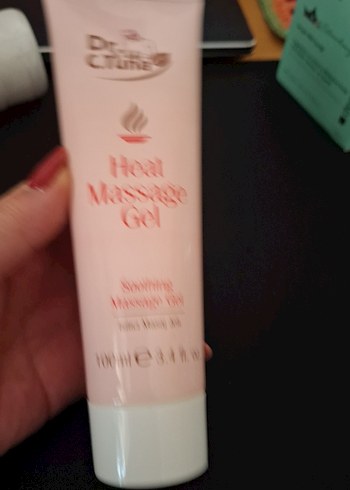 Dr.
C.Tuna
Heat
Massage
Gel
Soothing
Massage Gel
100 ml ℮ 3.4 fl. oz